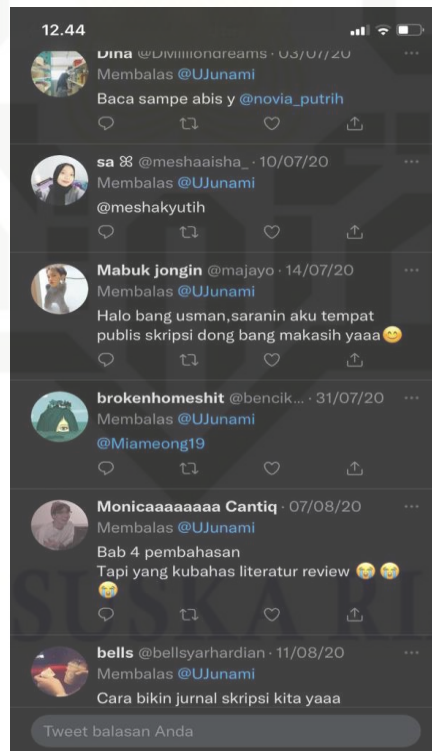 12.44
Dina @DMilliondreams · 03/07/20
Membalas @UJunami
Baca sampe abis y @novia_putrih
sa @meshaaisha_ · 10/07/20
Membalas @UJunami
@meshakyutih
Mabuk jongin @majayo · 14/07/20
Membalas @UJunami
Halo bang usman,saranin aku tempat
publis skripsi dong bang makasih yaaa😊
brokenhomeshit @bencik... · 31/07/20
Membalas @UJunami
@Miameong19
Monicaaaaaaaa Cantiq · 07/08/20
Membalas @UJunami
Bab 4 pembahasan
Tapi yang kubahas literatur review 😭😭
😭
bells @bellsyarhardian · 11/08/20
Membalas @UJunami
Cara bikin jurnal skripsi kita yaaa
Tweet balasan Anda
SUSKA RI